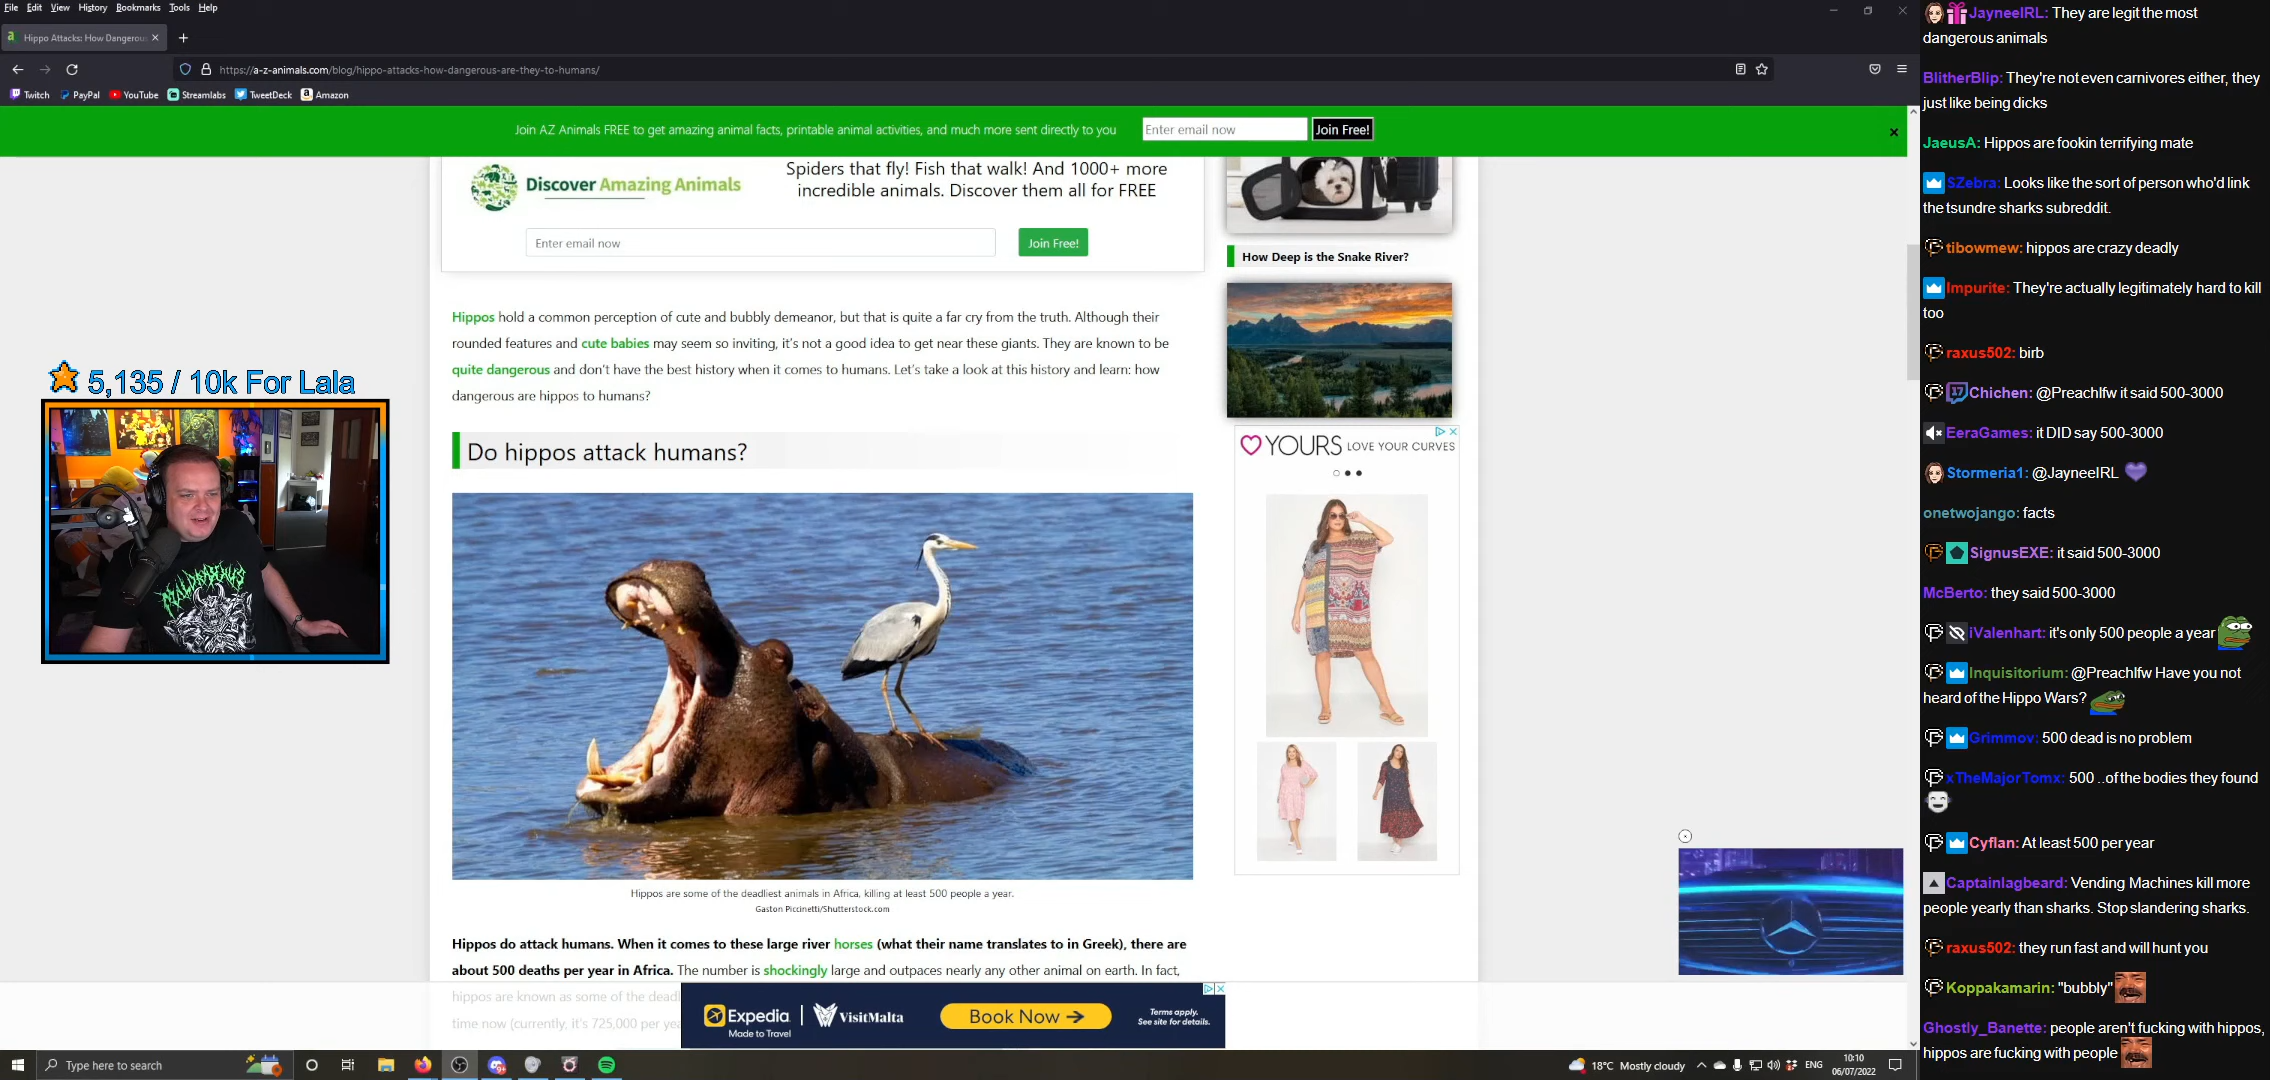 File Edit View History Bookmarks Tools Help
Hippo Attacks: How Dangerou
https://a-z-animals.com/blog/hippo-attacks-how-dangerous-are-they-to-humans/
Twitch PayPal YouTube Streamlabs TweetDeck Amazon
Join AZ Animals FREE to get amazing animal facts, printable animal activities, and much more sent directly to you
Enter email now
Join Free!
Discover Amazing Animals
Spiders that fly! Fish that walk! And 1000+ more
incredible animals. Discover them all for FREE
Enter email now
Join Free!
Hippos hold a common perception of cute and bubbly demeanor, but that is quite a far cry from the truth. Although their
rounded features and cute babies may seem so inviting, it's not a good idea to get near these giants. They are known to be
quite dangerous and don't have the best history when it comes to humans. Let's take a look at this history and learn: how
dangerous are hippos to humans?
Do hippos attack humans?
Hippos are some of the deadliest animals in Africa, killing at least 500 people a year.
Gaston Piccinetti/Shutterstock.com
Hippos do attack humans. When it comes to these large river horses (what their name translates to in Greek), there are
about 500 deaths per year in Africa. The number is shockingly large and outpaces nearly any other animal on earth. In fact,
hippos are known as some of the deadl
time now (currently, it's 725,000 per yea
How Deep is the Snake River?
YOURS LOVE YOUR CURVES
Expedia
Made to Travel
VISITMALTA
Book Now →
Terms apply.
See site for details.
5,135 / 10k For Lala
MALDRAXXUS
Type here to search
18°C Mostly cloudy
ENG
10:10
06/07/2022
JayneeIRL: They are legit the most
dangerous animals
BlitherBlip: They're not even carnivores either, they
just like being dicks
JaeusA: Hippos are fookin terrifying mate
SZebra: Looks like the sort of person who'd link
the tsundre sharks subreddit.
tibowmew: hippos are crazy deadly
Impurite: They're actually legitimately hard to kill
too
raxus502: birb
17 Chichen: @Preachlfw it said 500-3000
EeraGames: it DID say 500-3000
Stormeria1: @JayneeIRL
onetwojango: facts
SignusEXE: it said 500-3000
McBerto: they said 500-3000
iValenhart: it's only 500 people a year
Inquisitorium: @Preachlfw Have you not
heard of the Hippo Wars?
Grimmov: 500 dead is no problem
xTheMajorTomx: 500 ..of the bodies they found
Cyflan: At least 500 per year
Captainlagbeard: Vending Machines kill more
people yearly than sharks. Stop slandering sharks.
raxus502: they run fast and will hunt you
Koppakamarin: "bubbly"
Ghostly_Banette: people aren't fucking with hippos,
hippos are fucking with people